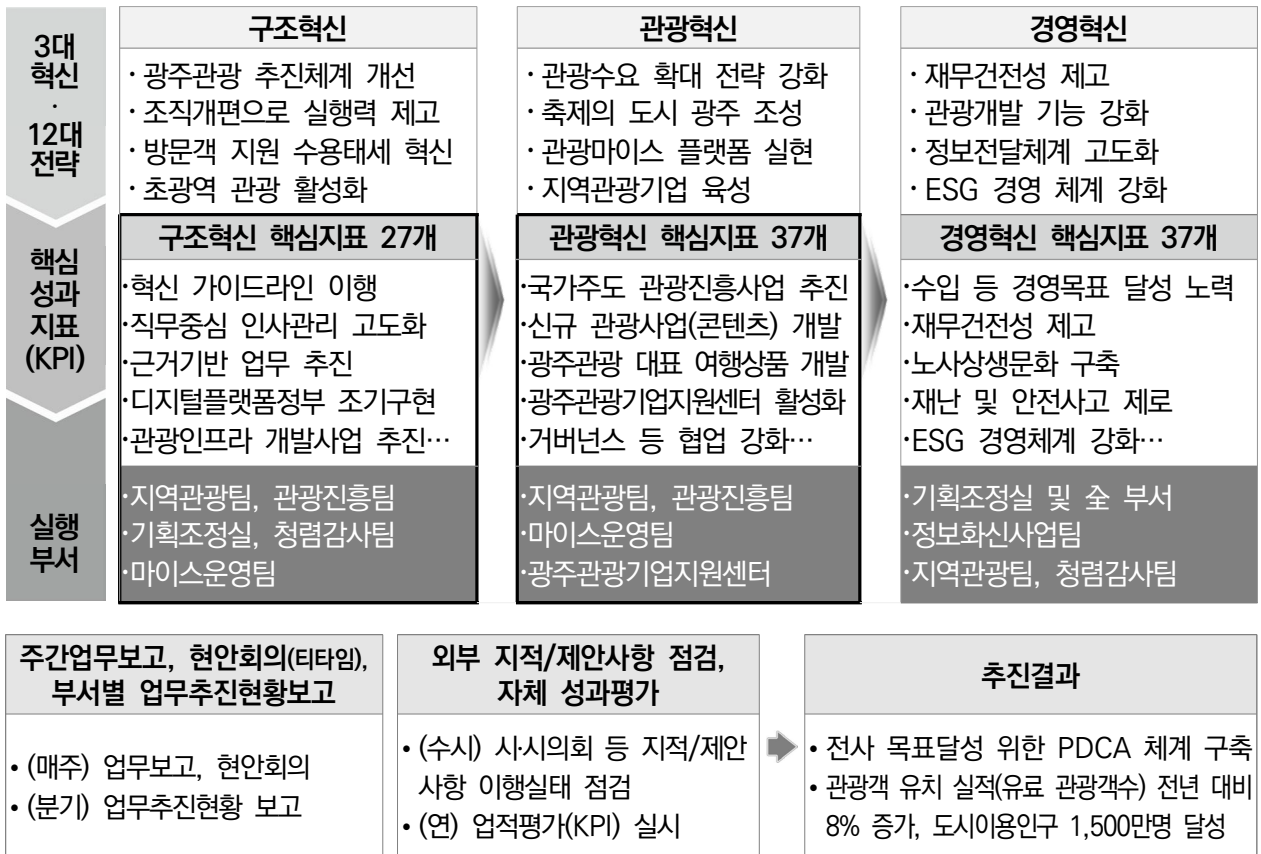 3대
혁신
·
12대
전략
구조혁신
· 광주관광 추진체계 개선
· 조직개편으로 실행력 제고
· 방문객 지원 수용태세 혁신
· 초광역 관광 활성화
관광혁신
· 관광수요 확대 전략 강화
· 축제의 도시 광주 조성
· 관광마이스 플랫폼 실현
· 지역관광기업 육성
경영혁신
· 재무건전성 제고
· 관광개발 기능 강화
· 정보전달체계 고도화
· ESG 경영 체계 강화
핵심
성과
지표
(KPI)
구조혁신 핵심지표 27개
·혁신 가이드라인 이행
·직무중심 인사관리 고도화
·근거기반 업무 추진
·디지털플랫폼정부 조기구현
·관광인프라 개발사업 추진…
관광혁신 핵심지표 37개
·국가주도 관광진흥사업 추진
·신규 관광사업(콘텐츠) 개발
·광주관광 대표 여행상품 개발
·광주관광기업지원센터 활성화
·거버넌스 등 협업 강화…
경영혁신 핵심지표 37개
·수입 등 경영목표 달성 노력
·재무건전성 제고
·노사상생문화 구축
·재난 및 안전사고 제로
·ESG 경영체계 강화…
실행
부서
·지역관광팀, 관광진흥팀
·기획조정실, 청렴감사팀
·마이스운영팀
·지역관광팀, 관광진흥팀
·마이스운영팀
·광주관광기업지원센터
·기획조정실 및 全 부서
·정보화신사업팀
·지역관광팀, 청렴감사팀
주간업무보고, 현안회의(티타임),
부서별 업무추진현황보고
• (매주) 업무보고, 현안회의
• (분기) 업무추진현황 보고
외부 지적/제안사항 점검,
자체 성과평가
• (수시) 시·시의회 등 지적/제안
사항 이행실태 점검
• (연) 업적평가(KPI) 실시
추진결과
• 전사 목표달성 위한 PDCA 체계 구축
• 관광객 유치 실적(유료 관광객수) 전년 대비
8% 증가, 도시이용인구 1,500만명 달성